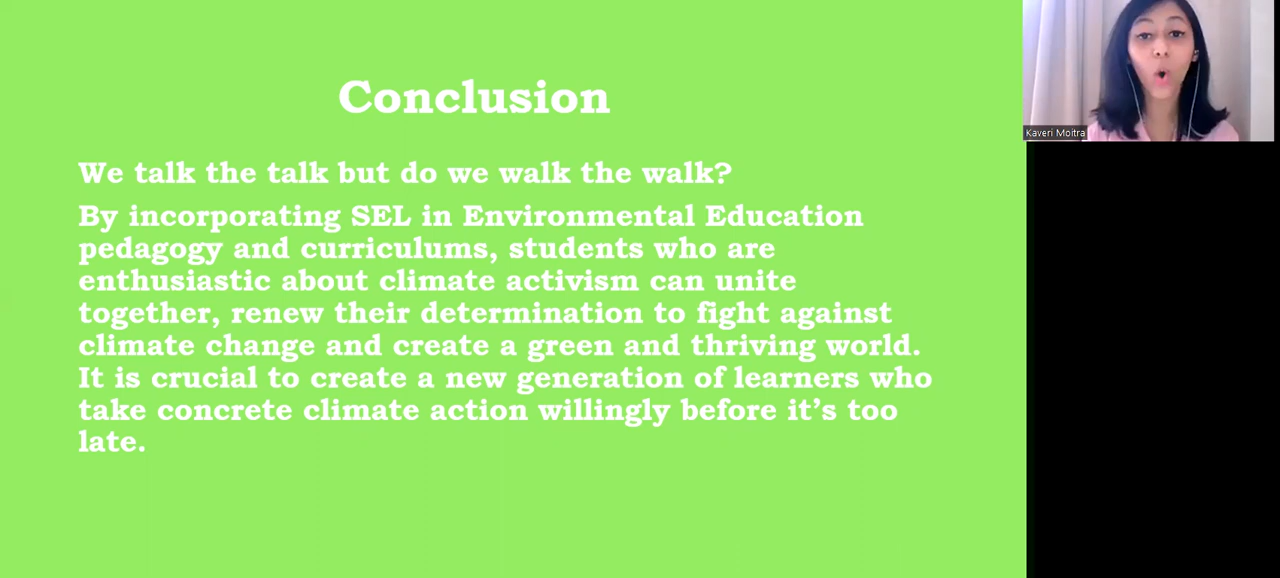 Conclusion
We talk the talk but do we walk the walk?
By incorporating SEL in Environmental Education
pedagogy and curriculums, students who are
enthusiastic about climate activism can unite
together, renew their determination to fight against
climate change and create a green and thriving world.
It is crucial to create a new generation of learners who
take concrete climate action willingly before it’s too
late.
Kaveri Moitra